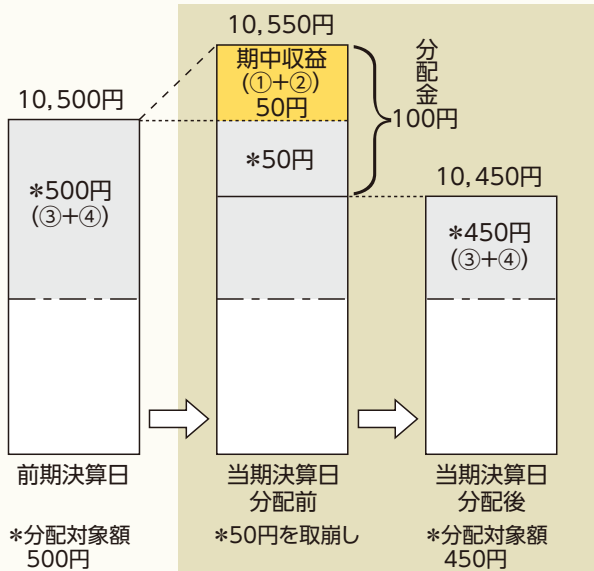 10,500円
*500円
(③+④)
前期決算日
*分配対象額
500円
10,550円
期中収益
(①+②)
50円
*50円
分配金
100円
当期決算日
分配前
*50円を取崩し
10,450円
*450円
(③+④)
当期決算日
分配後
*分配対象額
450円